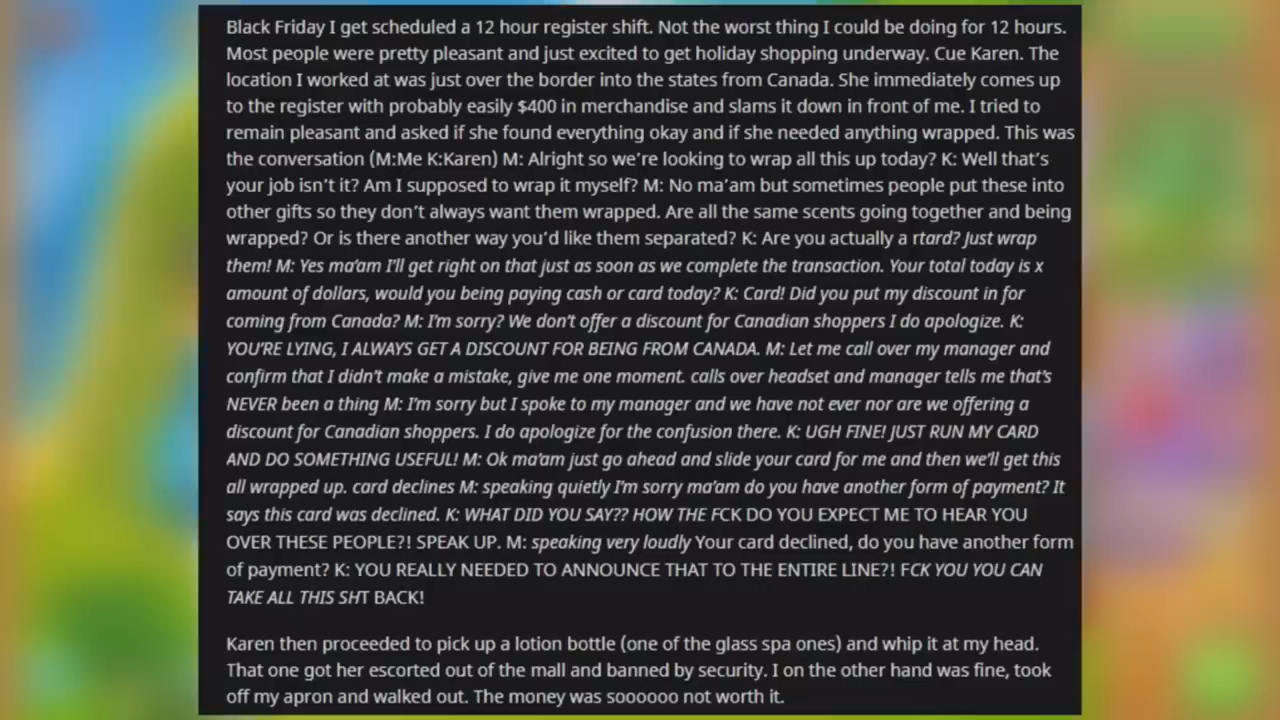 Black Friday I get scheduled a 12 hour register shift. Not the worst thing I could be doing for 12 hours.
Most people were pretty pleasant and just excited to get holiday shopping underway. Cue Karen. The
location I worked at was just over the border into the states from Canada. She immediately comes up
to the register with probably easily $400 in merchandise and slams it down in front of me. I tried to
remain pleasant and asked if she found everything okay and if she needed anything wrapped. This was
the conversation (M:Me K:Karen) M: Alright so we're looking to wrap all this up today? K: Well that's
your job isn't it? Am I supposed to wrap it myself? M: No ma'am but sometimes people put these into
other gifts so they don't always want them wrapped. Are all the same scents going together and being
wrapped? Or is there another way you'd like them separated? K: Are you actually a rtard? Just wrap
them! M: Yes ma'am I'll get right on that just as soon as we complete the transaction. Your total today is x
amount of dollars, would you being paying cash or card today? K: Card! Did you put my discount in for
coming from Canada? M: I'm sorry? We don't offer a discount for Canadian shoppers I do apologize. K:
YOU'RE LYING, I ALWAYS GET A DISCOUNT FOR BEING FROM CANADA. M: Let me call over my manager and
confirm that I didn't make a mistake, give me one moment. calls over headset and manager tells me that's
NEVER been a thing M: I'm sorry but I spoke to my manager and we have not ever nor are we offering a
discount for Canadian shoppers. I do apologize for the confusion there. K: UGH FINE! JUST RUN MY CARD
AND DO SOMETHING USEFUL! M: Ok ma'am just go ahead and slide your card for me and then we'll get this
all wrapped up. card declines M: speaking quietly I'm sorry ma'am do you have another form of payment? It
says this card was declined. K: WHAT DID YOU SAY?? HOW THE FCK DO YOU EXPECT ME TO HEAR YOU
OVER THESE PEOPLE?! SPEAK UP. M: speaking very loudly Your card declined, do you have another form
of payment? K: YOU REALLY NEEDED TO ANNOUNCE THAT TO THE ENTIRE LINE?! FCK YOU YOU CAN
TAKE ALL THIS SHT BACK!
Karen then proceeded to pick up a lotion bottle (one of the glass spa ones) and whip it at my head.
That one got her escorted out of the mall and banned by security. I on the other hand was fine, took
off my apron and walked out. The money was soooooo not worth it.